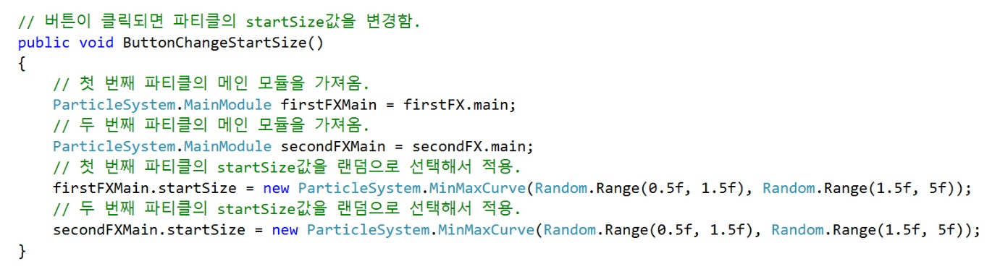 // 버튼이 클릭되면 파티클의 startSize값을 변경함.
public void ButtonChangeStartSize()
{
    // 첫 번째 파티클의 메인 모듈을 가져옴.
    ParticleSystem.MainModule firstFXMain = firstFX.main;
    // 두 번째 파티클의 메인 모듈을 가져옴.
    ParticleSystem.MainModule secondFXMain = secondFX.main;
    // 첫 번째 파티클의 startSize값을 랜덤으로 선택해서 적용.
    firstFXMain.startSize = new ParticleSystem.MinMaxCurve(Random.Range(0.5f, 1.5f), Random.Range(1.5f, 5f));
    // 두 번째 파티클의 startSize값을 랜덤으로 선택해서 적용.
    secondFXMain.startSize = new ParticleSystem.MinMaxCurve(Random.Range(0.5f, 1.5f), Random.Range(1.5f, 5f));
}